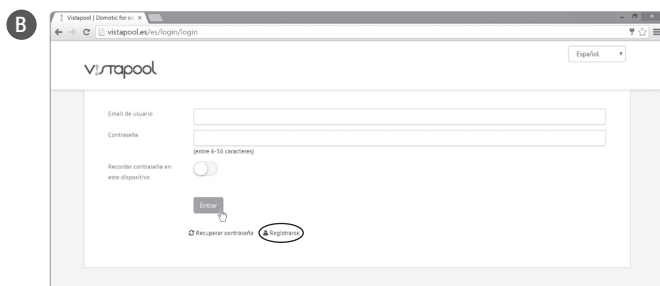 B
Vistapool | Domotic for sw
vistapool.es/es/login/login
Español
vistapool
Email de usuario
Contraseña
(entre 6-16 caracteres)
Recordar contraseña en
este dispositivo
Entrar
Recuperar contraseña Registrarse